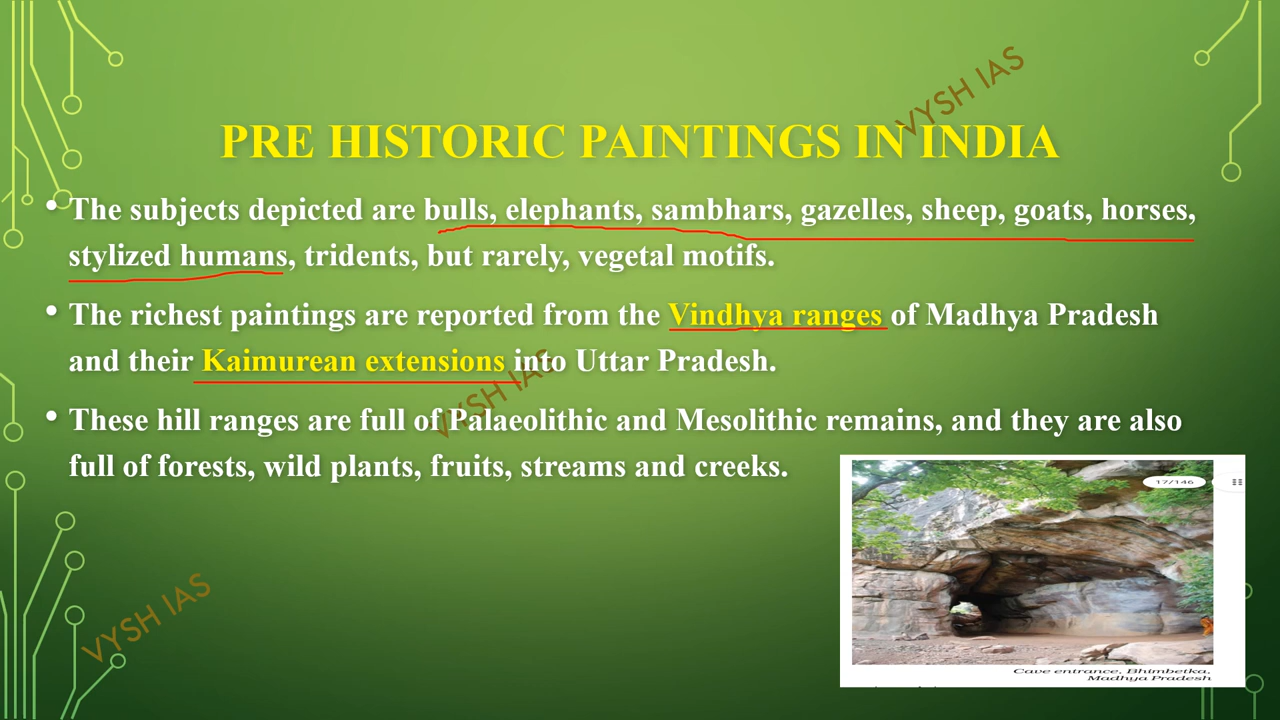 VYSH IAS
PRE HISTORIC PAINTINGS IN INDIA
• The subjects depicted are bulls, elephants, sambhars, gazelles, sheep, goats, horses,
stylized humans, tridents, but rarely, vegetal motifs.
• The richest paintings are reported from the Vindhya ranges of Madhya Pradesh
and their Kaimurean extensions into Uttar Pradesh.
VYSH IAS
• These hill ranges are full of Palaeolithic and Mesolithic remains, and they are also
full of forests, wild plants, fruits, streams and creeks.
17/146
VYSH IAS
Cave entrance, Bhimbetka,
Madhya Pradesh